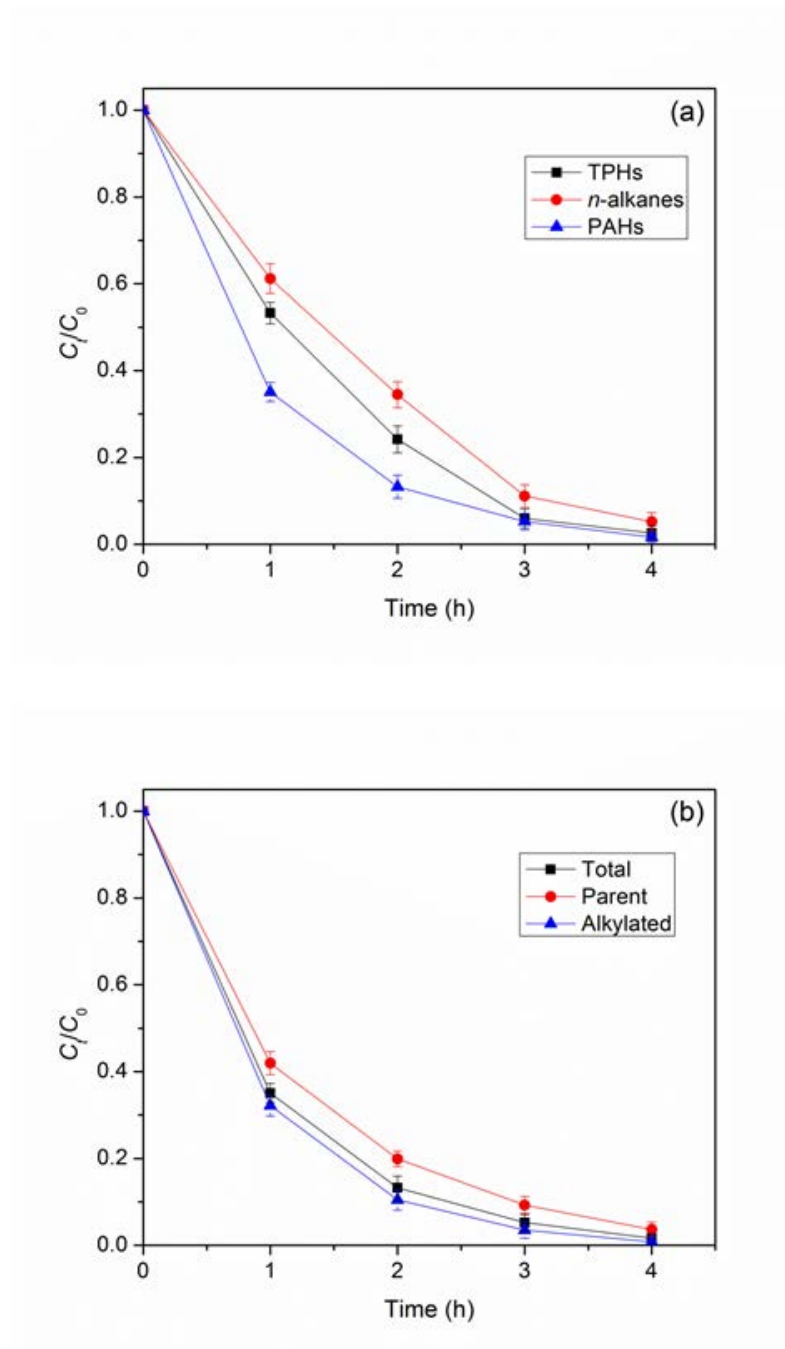 (a)
TPHs
n-alkanes
PAHs
1.0
0.8
0.6
0.4
0.2
0.0
Ct/C0
0 1 2 3 4
Time (h)
(b)
Total
Parent
Alkylated
1.0
0.8
0.6
0.4
0.2
0.0
Ct/C0
0 1 2 3 4
Time (h)